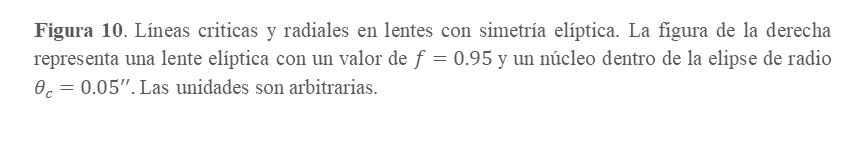 Figura 10. Líneas criticas y radiales en lentes con simetría elíptica. La figura de la derecha
representa una lente elíptica con un valor de f = 0.95 y un núcleo dentro de la elipse de radio
θc = 0.05″. Las unidades son arbitrarias.